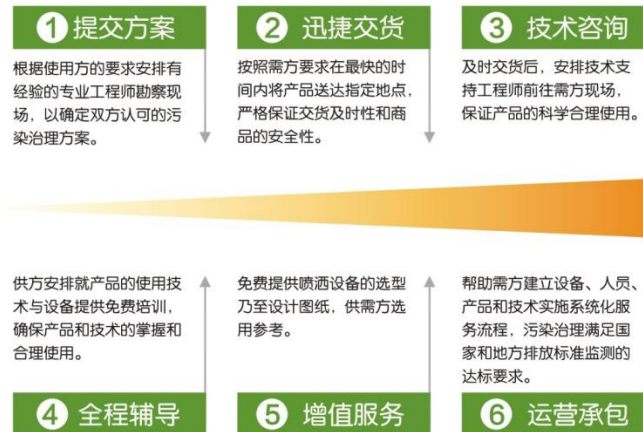 1 提交方案
根据使用方的要求安排有
经验的专业工程师勘察现
场，以确定双方认可的污
染治理方案。
2 迅捷交货
按照需方要求在最快的时
间内将产品送达指定地点，
严格保证交货及时性和商
品的安全性。
3 技术咨询
及时交货后，安排技术支
持工程师前往需方现场，
保证产品的科学合理使用。
供方安排就产品的使用技
术与设备提供免费培训，
确保产品和技术的掌握和
合理使用。
4 全程辅导
免费提供喷洒设备的选型
乃至设计图纸，供需方选
用参考。
5 增值服务
帮助需方建立设备、人员、
产品和技术实施系统化服
务流程，污染治理满足国
家和地方排放标准监测的
达标要求。
6 运营承包